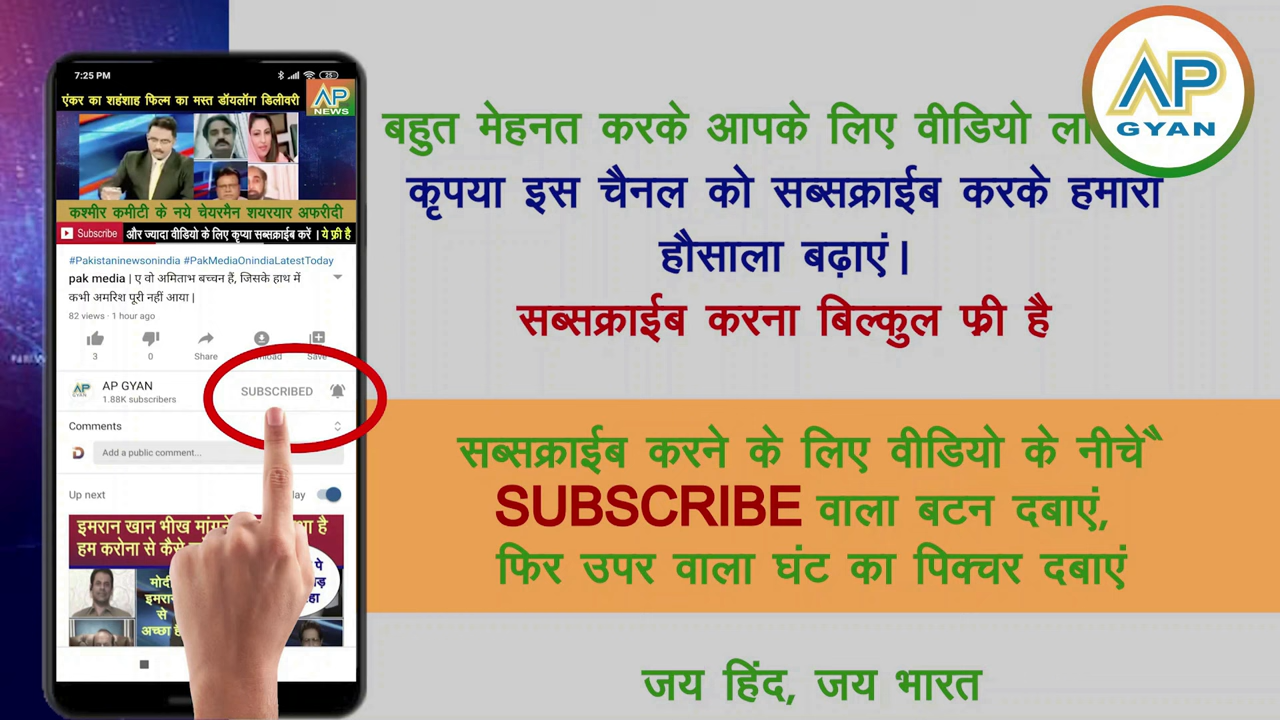 7:25 PM
25
एंकर का शहंशाह फिल्म का मस्त डॉयलॉग डिलीवरी
AP
NEWS
कश्मीर कमीटी के नये चेयरमैन शयरयार अफरीदी
Subscribe और ज्यादा वीडियो के लिए कृप्या सब्सक्राईब करें । ये फ्री है
#Pakistaninewsonindia #PakMediaOnindiaLatestToday
pak media | ए वो अमिताभ बच्चन हैं, जिसके हाथ में
कभी अमरिश पूरी नहीं आया |
82 views · 1 hour ago
3 0 Share Save
AP GYAN
1.88K subscribers
SUBSCRIBED
Comments
Add a public comment...
Up next
इमरान खान भीख मांगने है
हम करोना से कैसे
मोदी
इमरान
से
अच्छा है
AP
GYAN
बहुत मेहनत करके आपके लिए वीडियो
कृपया इस चैनल को सब्सक्राईब करके हमारा
हौसाला बढ़ाएं।
सब्सक्राईब करना बिल्कुल फ्री है
सब्सक्राईब करने के लिए वीडियो के नीचे
SUBSCRIBE वाला बटन दबाएं,
फिर उपर वाला घंट का पिक्चर दबाएं
जय हिंद, जय भारत